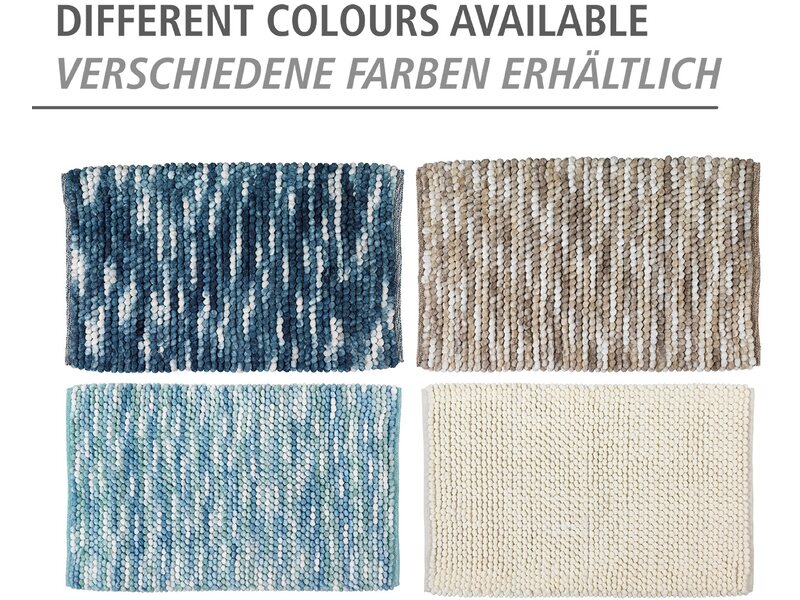 DIFFERENT COLOURS AVAILABLE
VERSCHIEDENE FARBEN ERHÄLTLICH